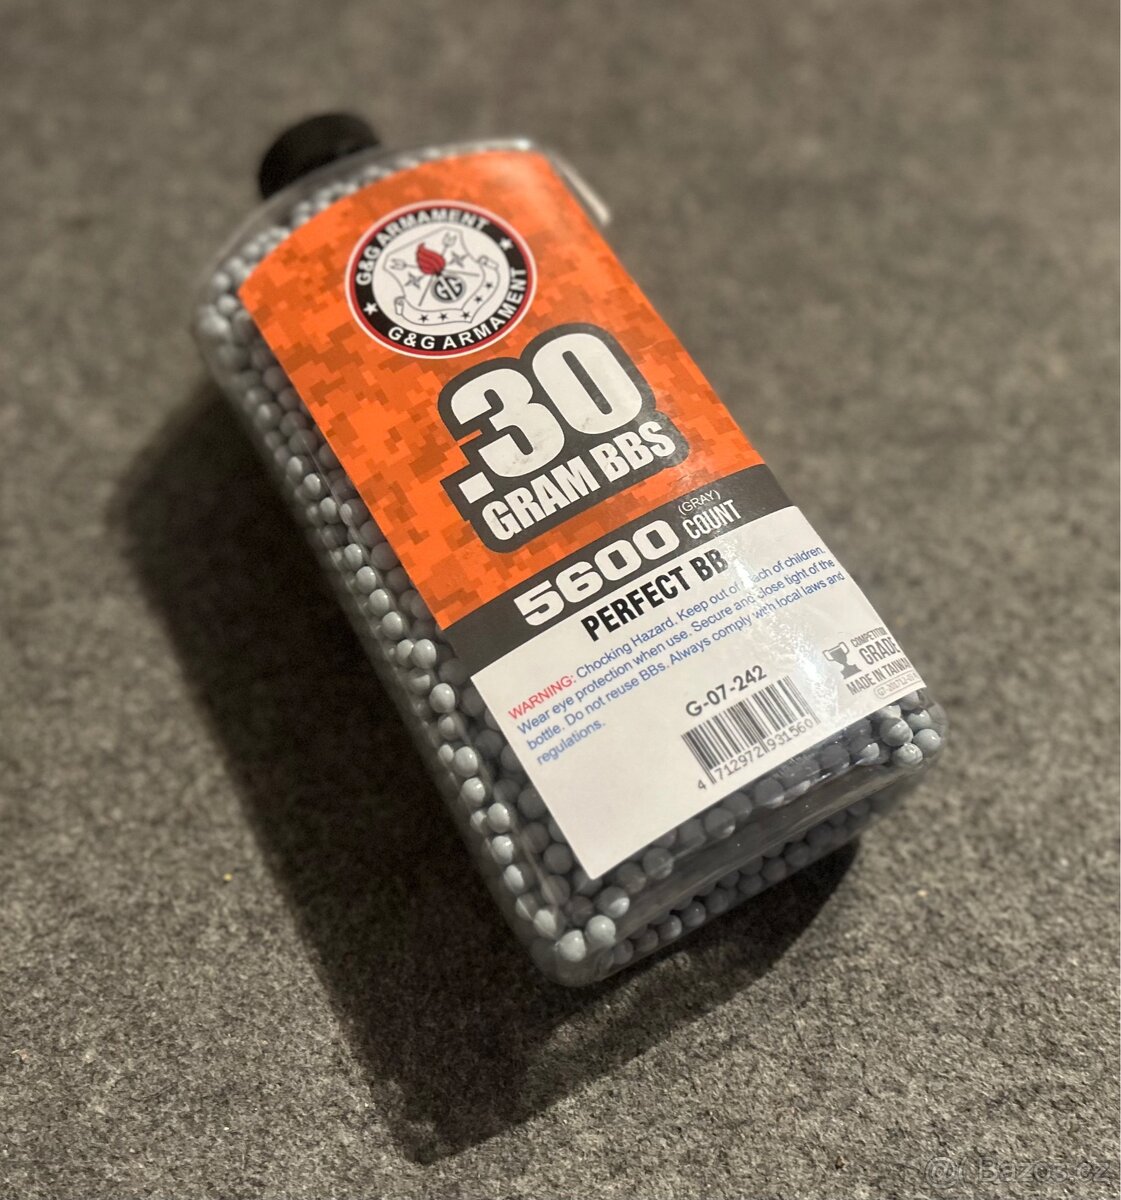 G&G ARMAMENT
G&G ARMAMENT
.30
GRAM BBS
5600 (GRAY) COUNT
PERFECT BB
WARNING: Chocking Hazard. Keep out of reach of children.
Wear eye protection when use. Secure and close tight of the
bottle. Do not reuse BBs. Always comply with local laws and
regulations.
COMPETITION
GRADE
MADE IN TAIWAN
G-07-242
4 712972 931560